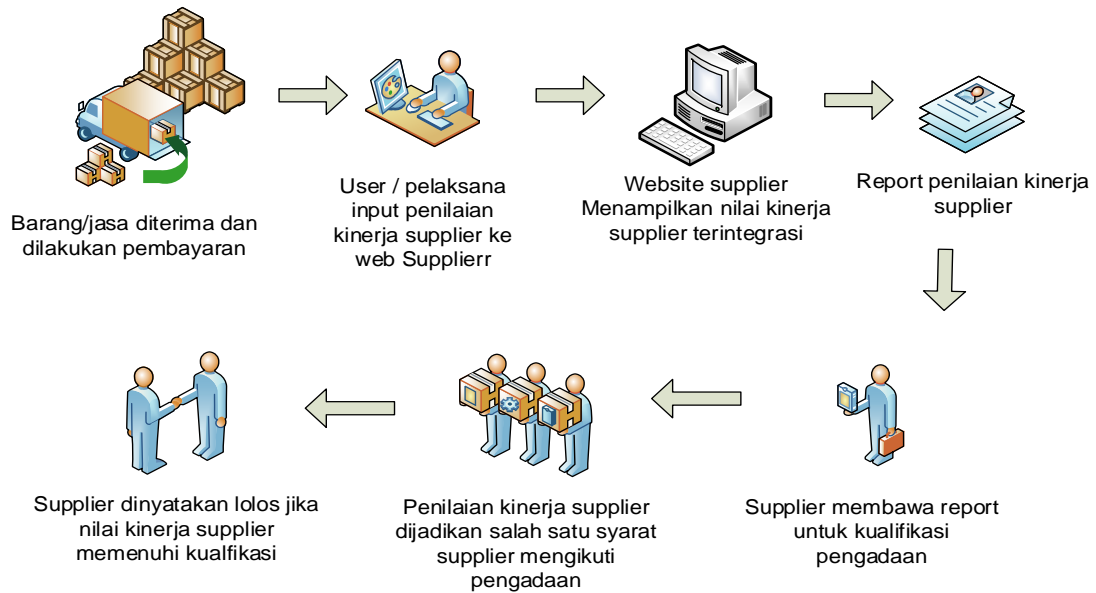 Barang/jasa diterima dan
dilakukan pembayaran
User / pelaksana
input penilaian
kinerja supplier ke
web Supplierr
Website supplier
Menampilkan nilai kinerja
supplier terintegrasi
Report penilaian kinerja
supplier
Supplier membawa report
untuk kualifikasi
pengadaan
Penilaian kinerja supplier
dijadikan salah satu syarat
supplier mengikuti
pengadaan
Supplier dinyatakan lolos jika
nilai kinerja supplier
memenuhi kualfikasi